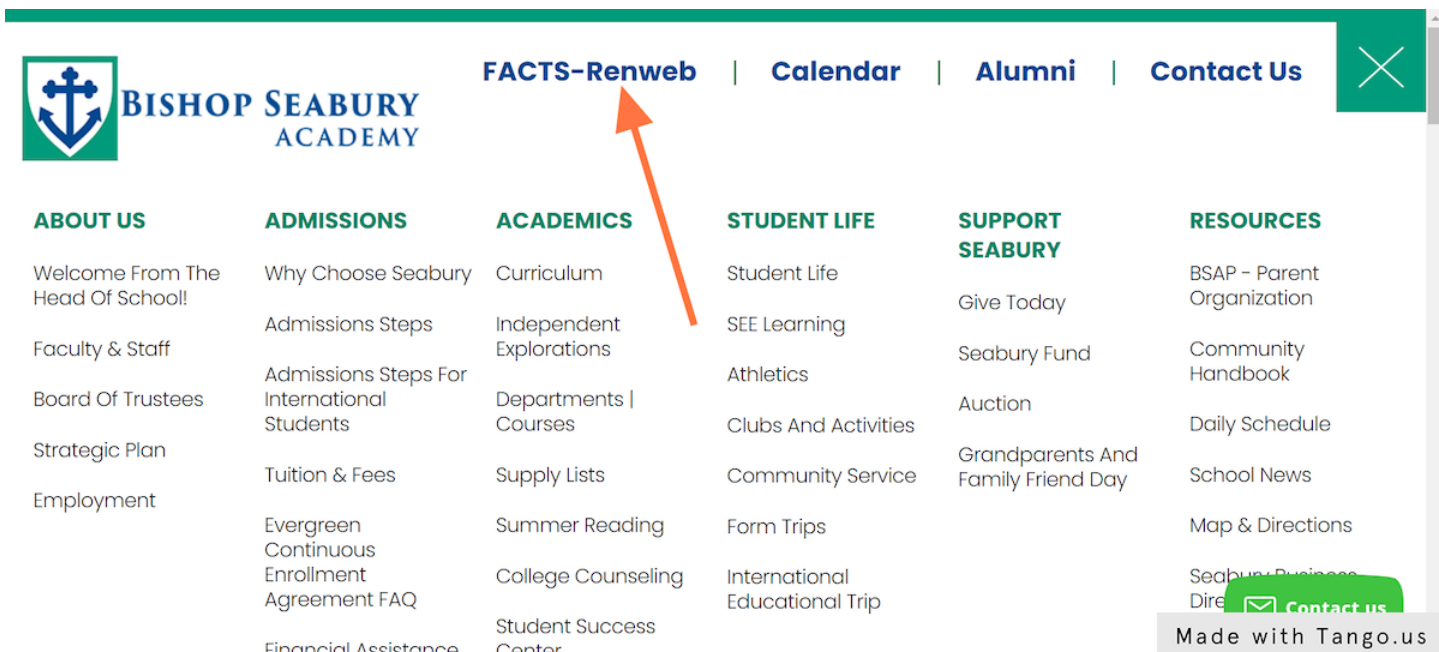 FACTS-Renweb | Calendar | Alumni | Contact Us
BISHOP SEABURY
ACADEMY
ABOUT US
Welcome From The
Head Of School!
Faculty & Staff
Board Of Trustees
Strategic Plan
Employment
ADMISSIONS
Why Choose Seabury
Admissions Steps
Admissions Steps For
International
Students
Tuition & Fees
Evergreen
Continuous
Enrollment
Agreement FAQ
Financial Assistance
ACADEMICS
Curriculum
Independent
Explorations
Departments |
Courses
Supply Lists
Summer Reading
College Counseling
Student Success
Center
STUDENT LIFE
Student Life
SEE Learning
Athletics
Clubs And Activities
Community Service
Form Trips
International
Educational Trip
SUPPORT
SEABURY
Give Today
Seabury Fund
Auction
Grandparents And
Family Friend Day
RESOURCES
BSAP - Parent
Organization
Community
Handbook
Daily Schedule
School News
Map & Directions
Seabury Business
Contact us
Made with Tango.us